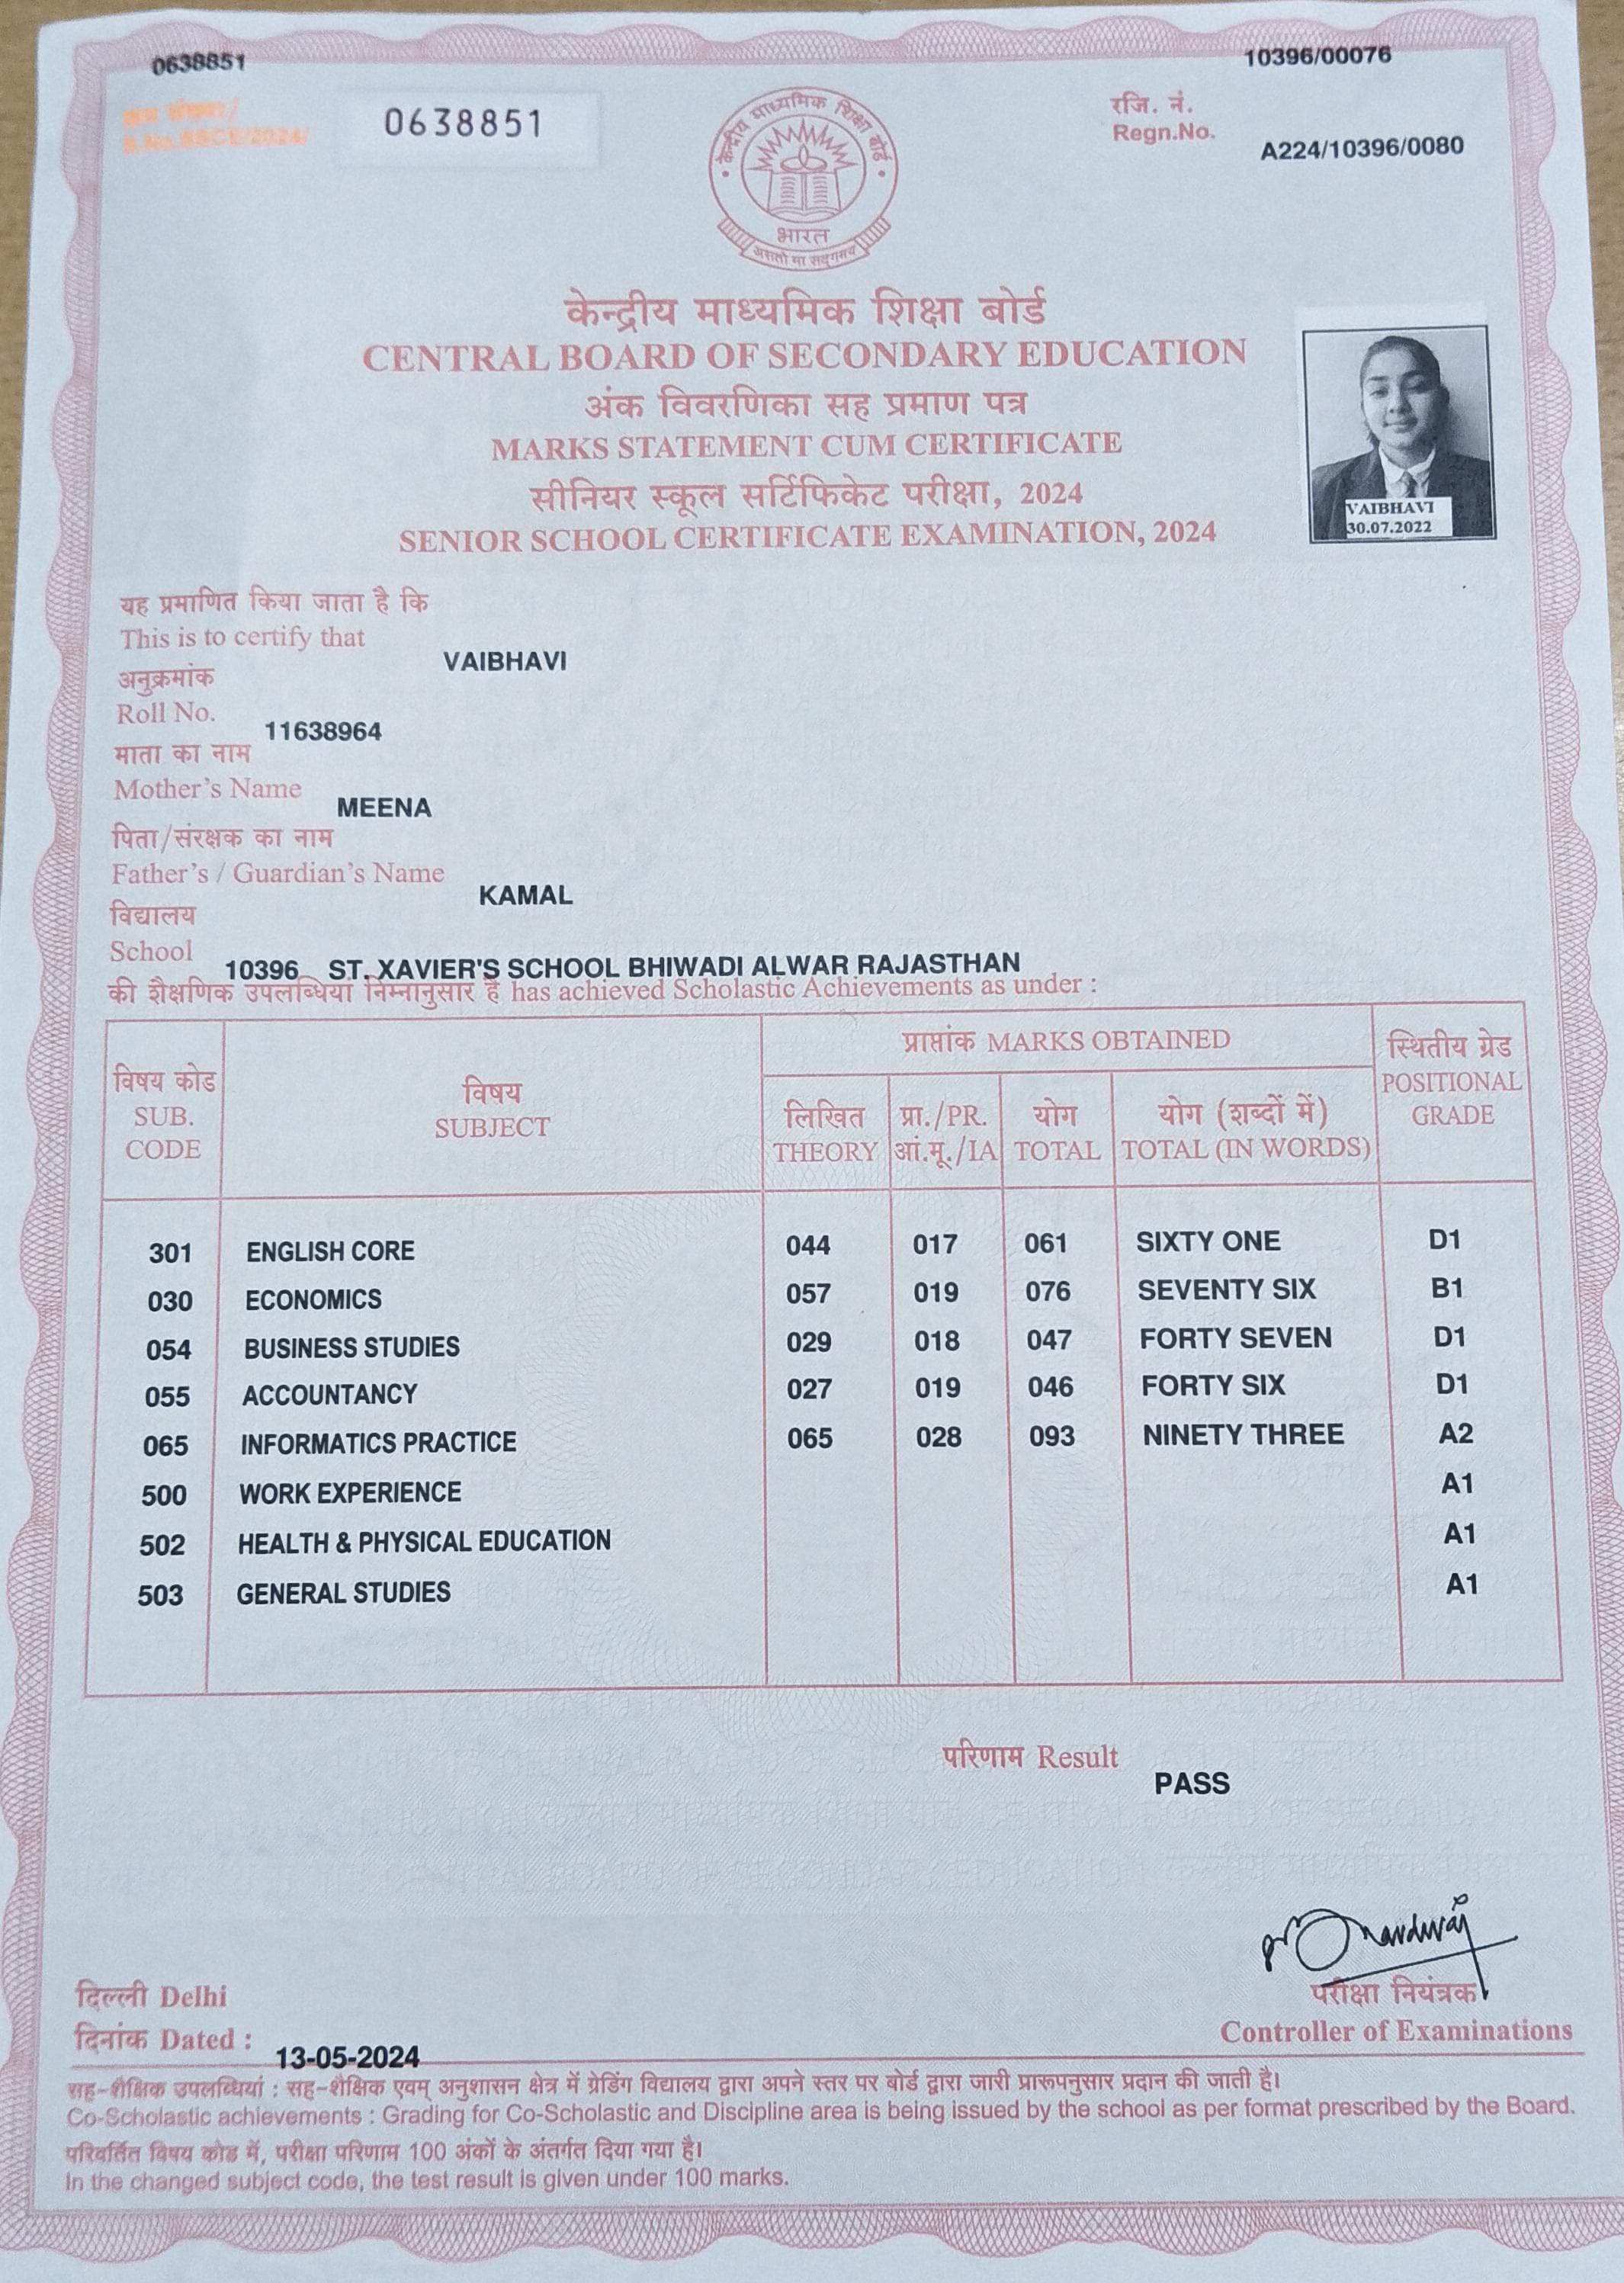 0638851
10396/00076
क्रम संख्या/
S.No.SSCE/2024/
0638851
रजि. नं.
Regn.No.
A224/10396/0080
केन्द्रीय माध्यमिक शिक्षा बोर्ड
भारत
असतो मा सद्गमय
केन्द्रीय माध्यमिक शिक्षा बोर्ड
CENTRAL BOARD OF SECONDARY EDUCATION
अंक विवरणिका सह प्रमाण पत्र
MARKS STATEMENT CUM CERTIFICATE
सीनियर स्कूल सर्टिफिकेट परीक्षा, 2024
SENIOR SCHOOL CERTIFICATE EXAMINATION, 2024
VAIBHAVI
30.07.2022
यह प्रमाणित किया जाता है कि
This is to certify that
VAIBHAVI
अनुक्रमांक
Roll No.
11638964
माता का नाम
Mother's Name
MEENA
पिता/संरक्षक का नाम
Father's / Guardian's Name
KAMAL
विद्यालय
School
10396 ST. XAVIER'S SCHOOL BHIWADI ALWAR RAJASTHAN
की शैक्षणिक उपलब्धियां निम्नानुसार हैं has achieved Scholastic Achievements as under :
प्राप्तांक MARKS OBTAINED
विषय कोड
SUB.
CODE
विषय
SUBJECT
लिखित
THEORY
प्रा./PR.
आं.मू./IA
योग
TOTAL
योग (शब्दों में)
TOTAL (IN WORDS)
स्थितीय ग्रेड
POSITIONAL
GRADE
301 ENGLISH CORE 044 017 061 SIXTY ONE D1
030 ECONOMICS 057 019 076 SEVENTY SIX B1
054 BUSINESS STUDIES 029 018 047 FORTY SEVEN D1
055 ACCOUNTANCY 027 019 046 FORTY SIX D1
065 INFORMATICS PRACTICE 065 028 093 NINETY THREE A2
500 WORK EXPERIENCE A1
502 HEALTH & PHYSICAL EDUCATION A1
503 GENERAL STUDIES A1
परिणाम Result
PASS
दिल्ली Delhi
दिनांक Dated :
13-05-2024
परीक्षा नियंत्रक
Controller of Examinations
सह-शैक्षिक उपलब्धियां : सह-शैक्षिक एवम् अनुशासन क्षेत्र में ग्रेडिंग विद्यालय द्वारा अपने स्तर पर बोर्ड द्वारा जारी प्रारूपनुसार प्रदान की जाती है।
Co-Scholastic achievements : Grading for Co-Scholastic and Discipline area is being issued by the school as per format prescribed by the Board.
परिवर्तित विषय कोड में, परीक्षा परिणाम 100 अंकों के अंतर्गत दिया गया है।
In the changed subject code, the test result is given under 100 marks.